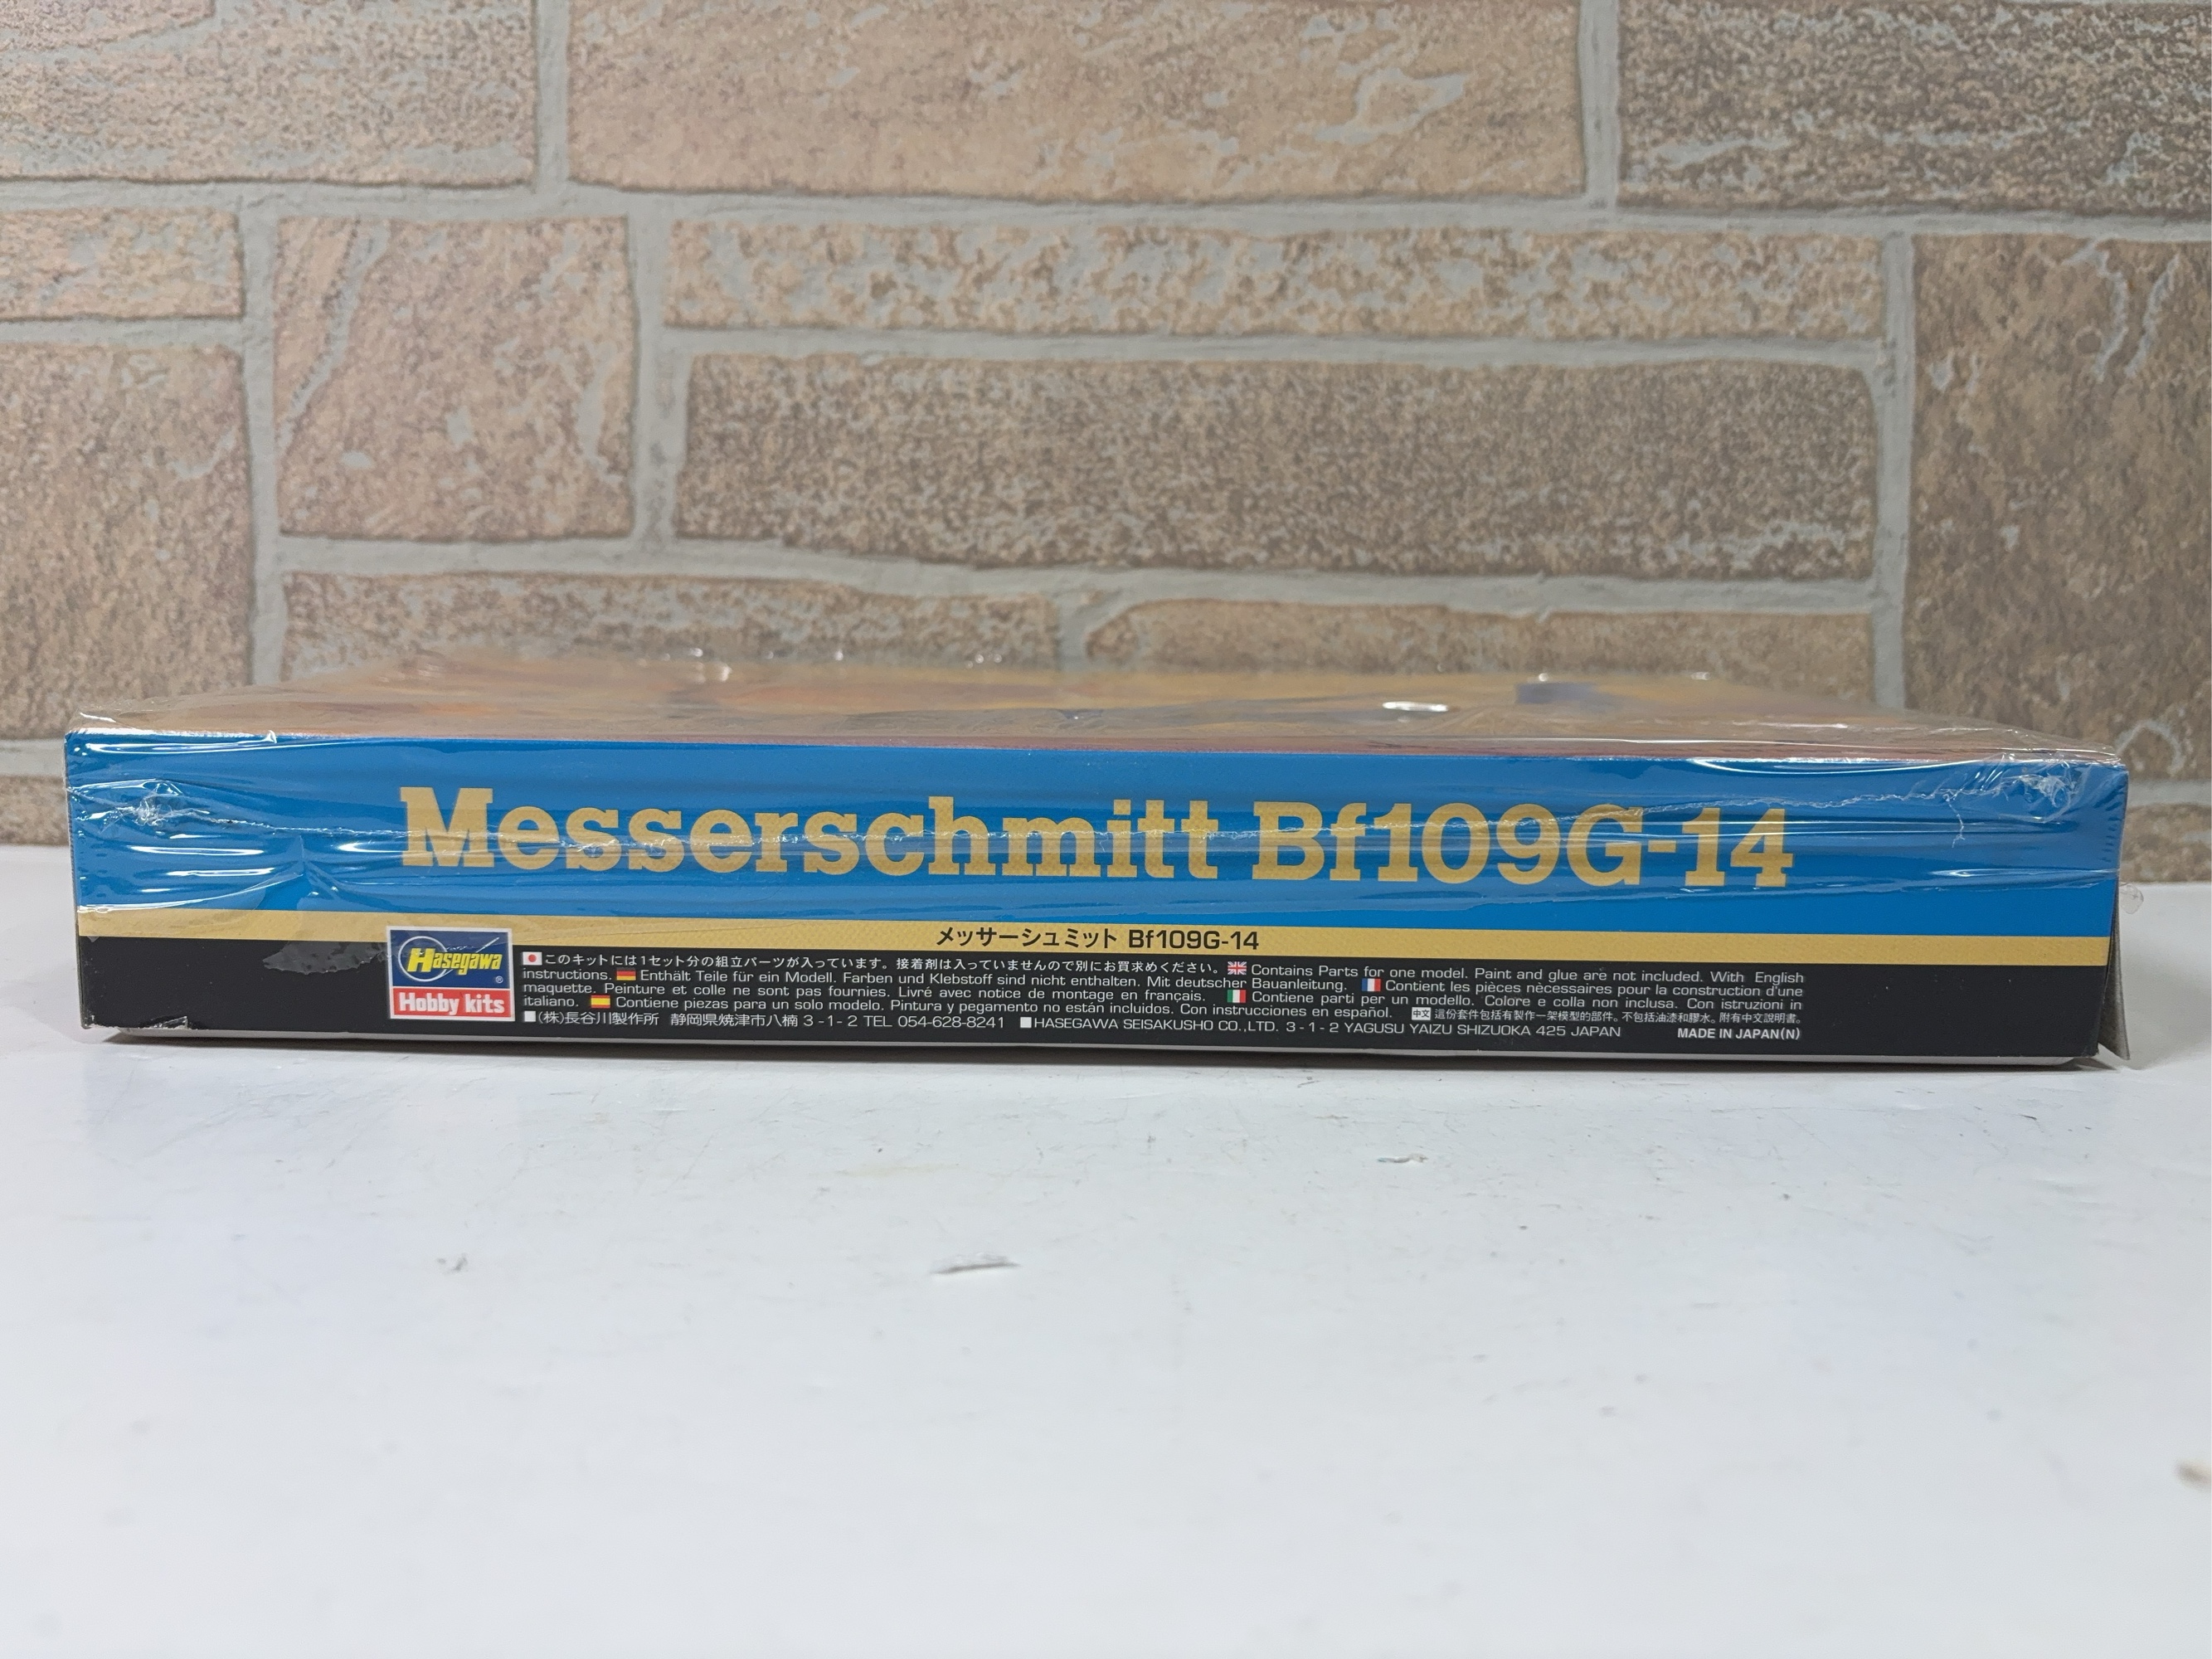 Messerschmitt Bf109G-14
メッサーシュミット Bf109G-14
Hasegawa®
Hobby kits
このキットには1セット分の組立パーツが入っています。接着剤は入っていませんので別にお買求めください。 Contains Parts for one model. Paint and glue are not included. With English
instructions. Enthält Teile für ein Modell. Farben und Klebstoff sind nicht enthalten. Mit deutscher Bauanleitung. Contient les pièces nècessaires pour la construction d'une
maquette. Peinture et colle ne sont pas fournies. Livré avec notice de montage en français. Contiene parti per un modello. Colore e colla non inclusa. Con istruzioni in
italiano. Contiene piezas para un solo modelo. Pintura y pegamento no están incluidos. Con instrucciones en español. 中文 這份套件包括有製作一架模型的部件。不包括油漆和膠水。附有中文說明書。
■(株)長谷川製作所 静岡県焼津市八楠 3-1-2 TEL 054-628-8241 ■HASEGAWA SEISAKUSHO CO.,LTD. 3-1-2 YAGUSU YAIZU SHIZUOKA 425 JAPAN MADE IN JAPAN(N)